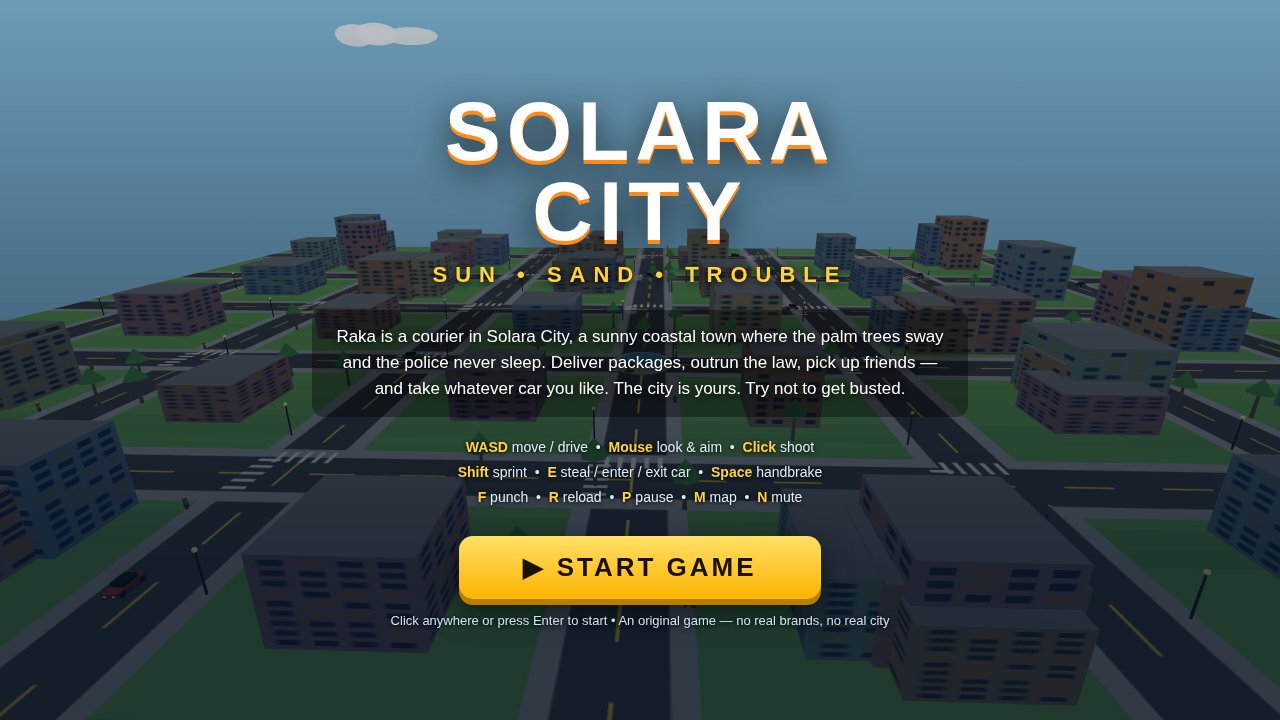 SOLARA
CITY
SUN • SAND • TROUBLE
Raka is a courier in Solara City, a sunny coastal town where the palm trees sway
and the police never sleep. Deliver packages, outrun the law, pick up friends —
and take whatever car you like. The city is yours. Try not to get busted.
WASD move / drive • Mouse look & aim • Click shoot
Shift sprint • E steal / enter / exit car • Space handbrake
F punch • R reload • P pause • M map • N mute
▶ START GAME
Click anywhere or press Enter to start • An original game — no real brands, no real city